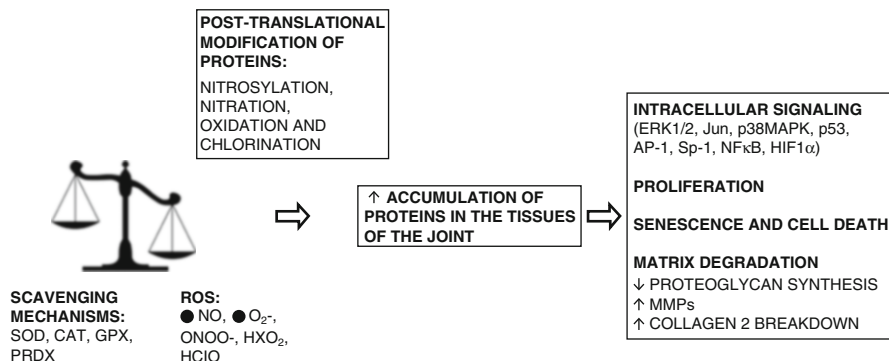 POST-TRANSLATIONAL
MODIFICATION OF
PROTEINS:
NITROSYLATION,
NITRATION,
OXIDATION AND
CHLORINATION
SCAVENGING
MECHANISMS:
SOD, CAT, GPX,
PRDX
ROS:
● NO, ● O₂-,
ONOO-, HXO₂,
HClO
↑ ACCUMULATION OF
PROTEINS IN THE TISSUES
OF THE JOINT
INTRACELLULAR SIGNALING
(ERK1/2, Jun, p38MAPK, p53,
AP-1, Sp-1, NFκB, HIF1α)
PROLIFERATION
SENESCENCE AND CELL DEATH
MATRIX DEGRADATION
↓ PROTEOGLYCAN SYNTHESIS
↑ MMPs
↑ COLLAGEN 2 BREAKDOWN